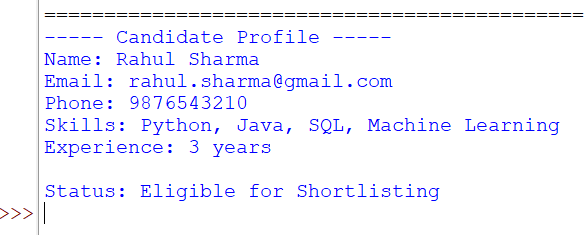 =============================================
----- Candidate Profile -----
Name: Rahul Sharma
Email: rahul.sharma@gmail.com
Phone: 9876543210
Skills: Python, Java, SQL, Machine Learning
Experience: 3 years
Status: Eligible for Shortlisting
>>>